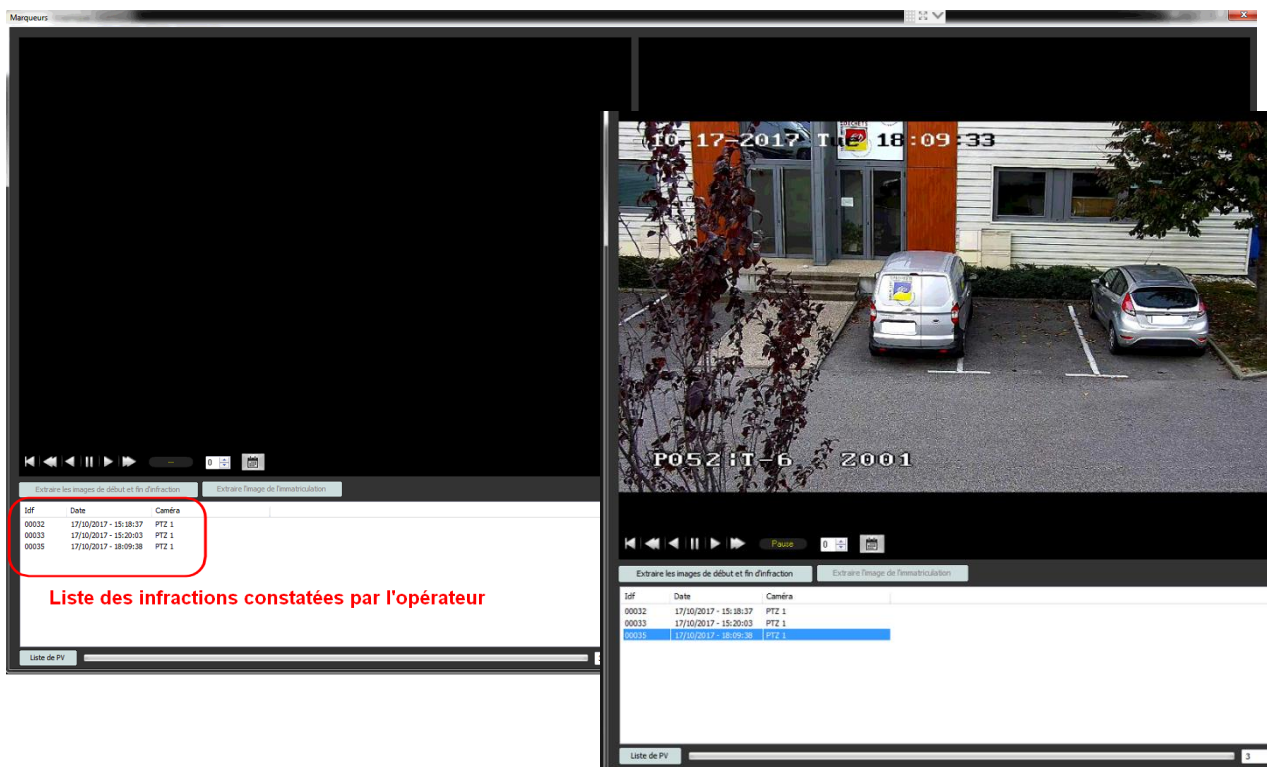 Marqueurs
10-17-2017 Tue 18:09:33
P052:T-6 2001
--
0
Extraire les images de début et fin d'infraction
Extraire l'image de l'immatriculation
Idf Date Caméra
00032 17/10/2017 - 15:18:37 PTZ 1
00033 17/10/2017 - 15:20:03 PTZ 1
00035 17/10/2017 - 18:09:38 PTZ 1
Liste des infractions constatées par l'opérateur
Liste de PV
Pause
0
Extraire les images de début et fin d'infraction
Extraire l'image de l'immatriculation
Idf Date Caméra
00032 17/10/2017 - 15:18:37 PTZ 1
00033 17/10/2017 - 15:20:03 PTZ 1
00035 17/10/2017 - 18:09:38 PTZ 1
Liste de PV
3